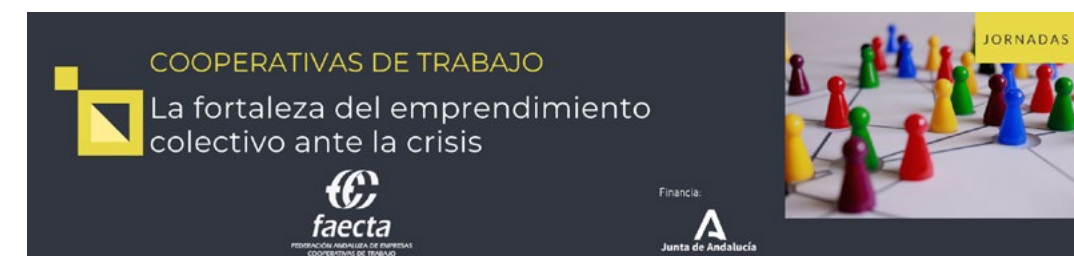 COOPERATIVAS DE TRABAJO
La fortaleza del emprendimiento
colectivo ante la crisis
JORNADAS
faecta
FEDERACIÓN ANDALUZA DE EMPRESAS
COOPERATIVAS DE TRABAJO
Financia:
Junta de Andalucía